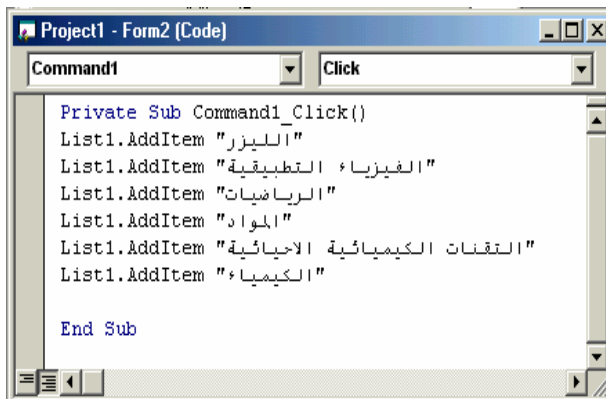 Project1 - Form2 (Code)
Command1 Click
Private Sub Command1_Click()
List1.AddItem "الليزر"
List1.AddItem "الفيزياء التطبيقية"
List1.AddItem "الرياضيات"
List1.AddItem "المواد"
List1.AddItem "التقنات الكيميائية الاحيائية"
List1.AddItem "الكيمياء"
End Sub